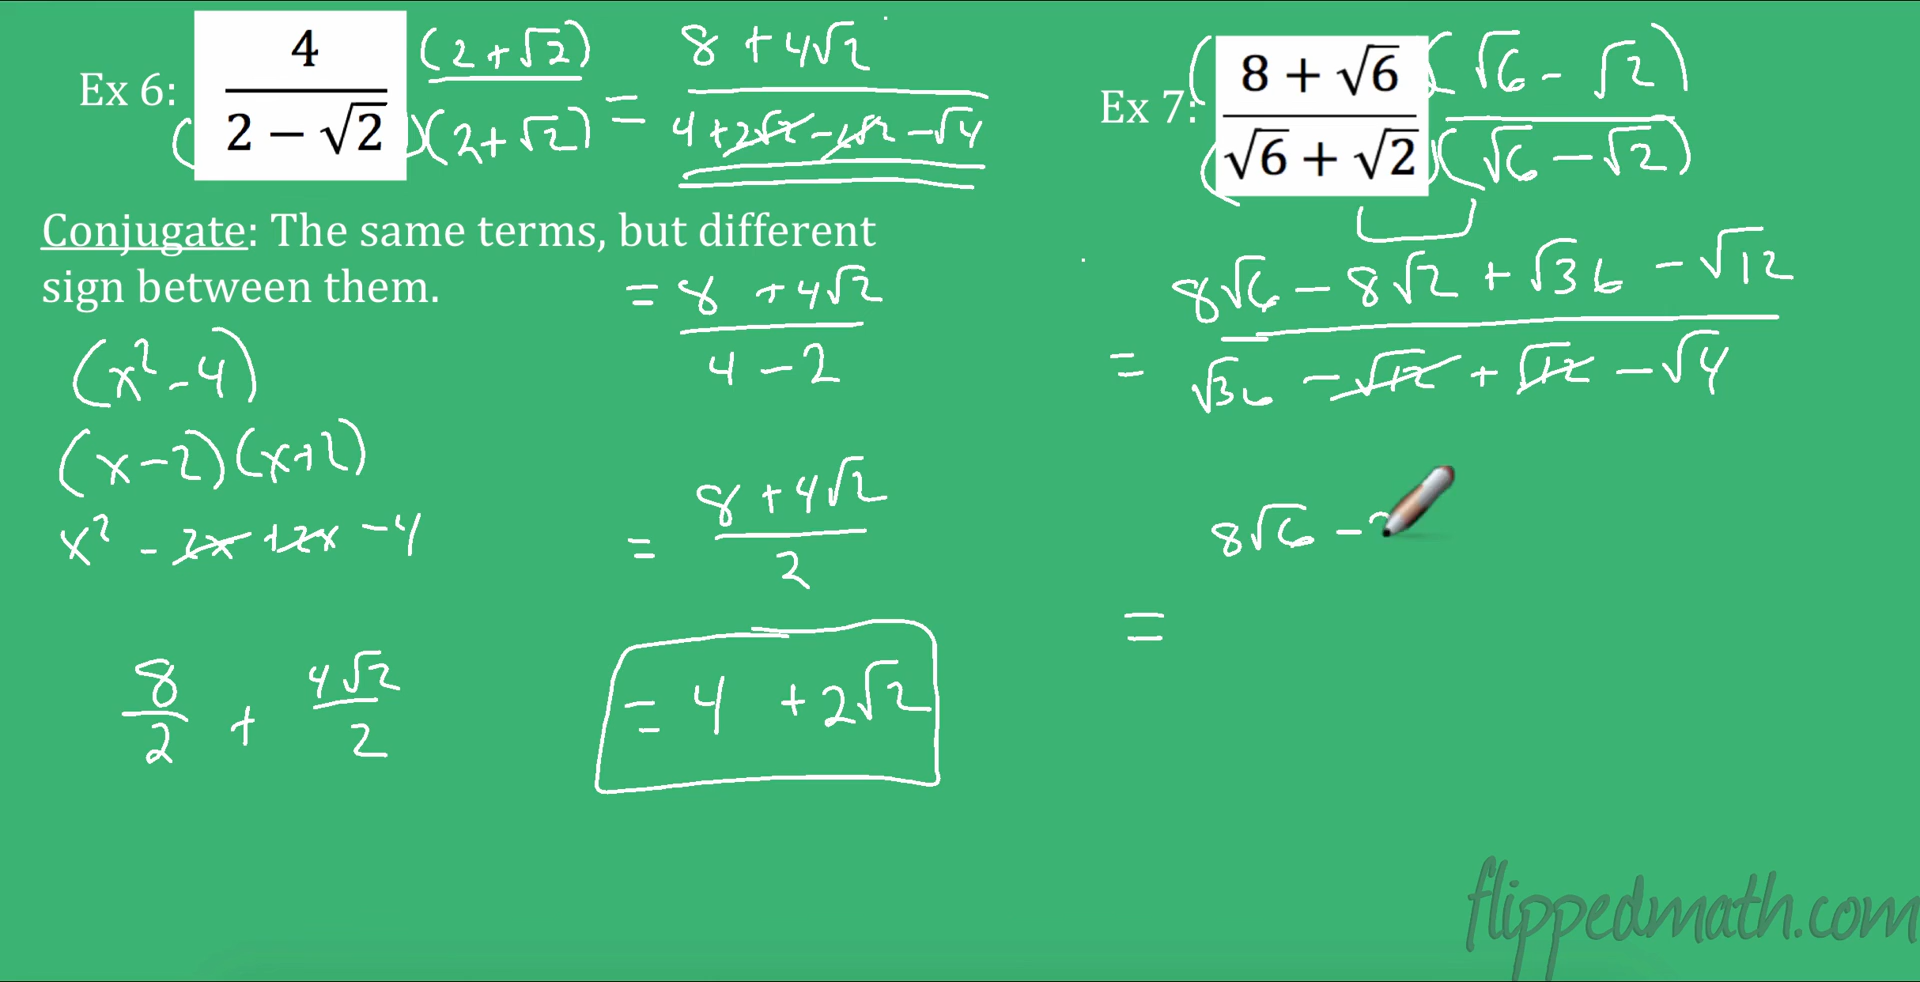 Ex 6: 4/(2 − √2) (2 + √2)/(2 + √2) = (8 + 4√2)/(4 + 2√2 − 2√2 − √4)
Conjugate: The same terms, but different
sign between them.
= (8 + 4√2)/(4 − 2)
(x² − 4)
(x − 2)(x + 2)
x² − 2x + 2x − 4
= (8 + 4√2)/2
8/2 + 4√2/2
= 4 + 2√2
Ex 7: (8 + √6)/(√6 + √2) (√6 − √2)/(√6 − √2)
= (8√6 − 8√2 + √36 − √12)/(√36 − √12 + √12 − √4)
8√6 −
=
flippedmath.com